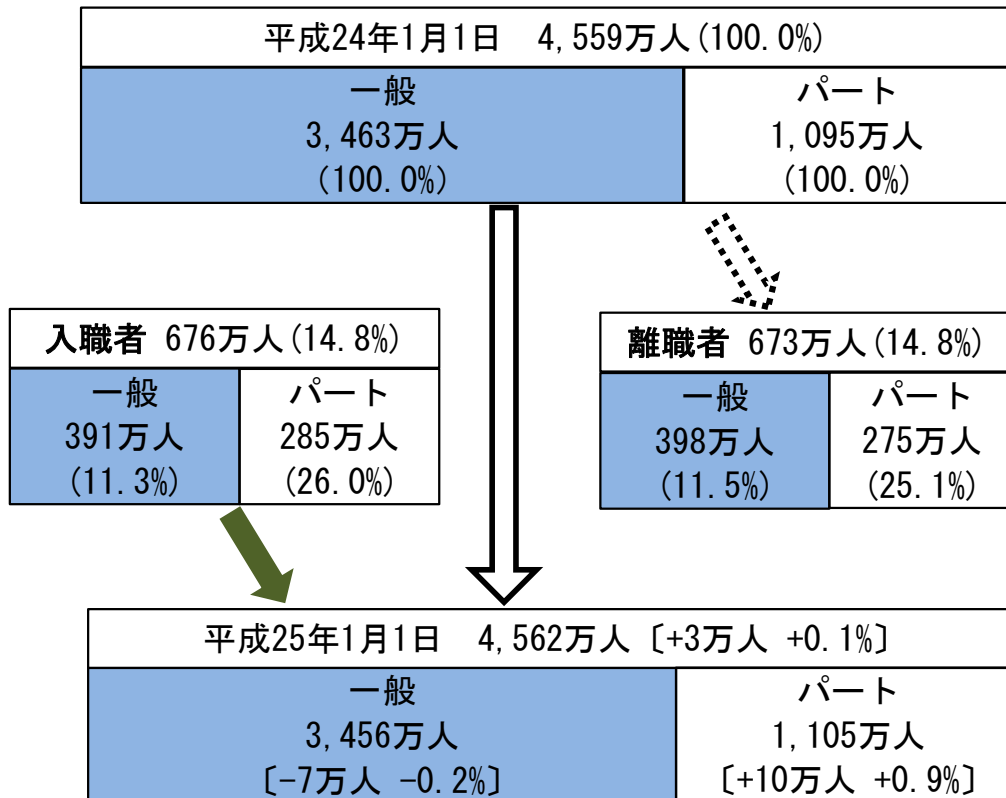 平成24年1月1日　4,559万人(100.0%)
一般
3,463万人
(100.0%)
パート
1,095万人
(100.0%)
入職者 676万人(14.8%)
一般
391万人
(11.3%)
パート
285万人
(26.0%)
離職者 673万人(14.8%)
一般
398万人
(11.5%)
パート
275万人
(25.1%)
平成25年1月1日　4,562万人〔+3万人 +0.1%〕
一般
3,456万人
〔-7万人 -0.2%〕
パート
1,105万人
〔+10万人 +0.9%〕